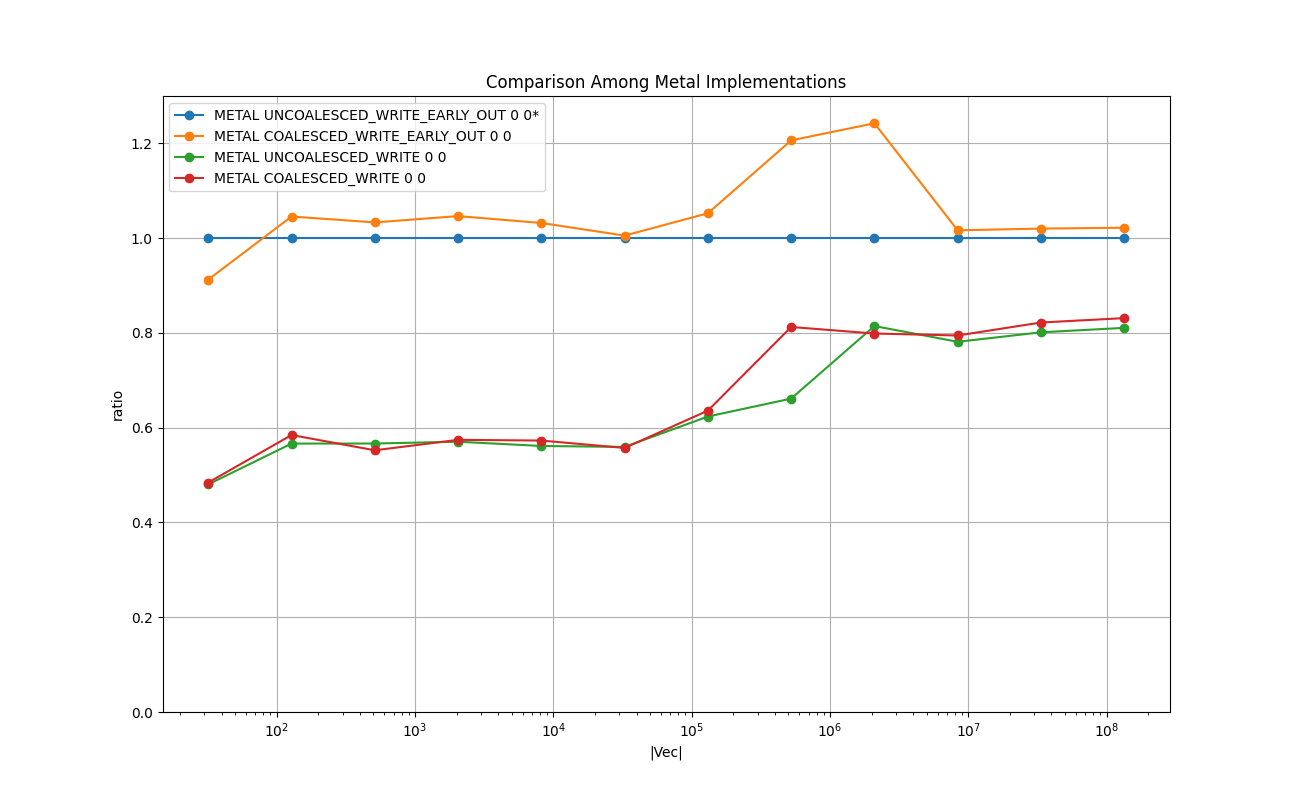 Comparison Among Metal Implementations
METAL UNCOALESCED_WRITE_EARLY_OUT 0 0*
METAL COALESCED_WRITE_EARLY_OUT 0 0
METAL UNCOALESCED_WRITE 0 0
METAL COALESCED_WRITE 0 0
1.2
1.0
0.8
0.6
0.4
0.2
0.0
ratio
10² 10³ 10⁴ 10⁵ 10⁶ 10⁷ 10⁸
|Vec|